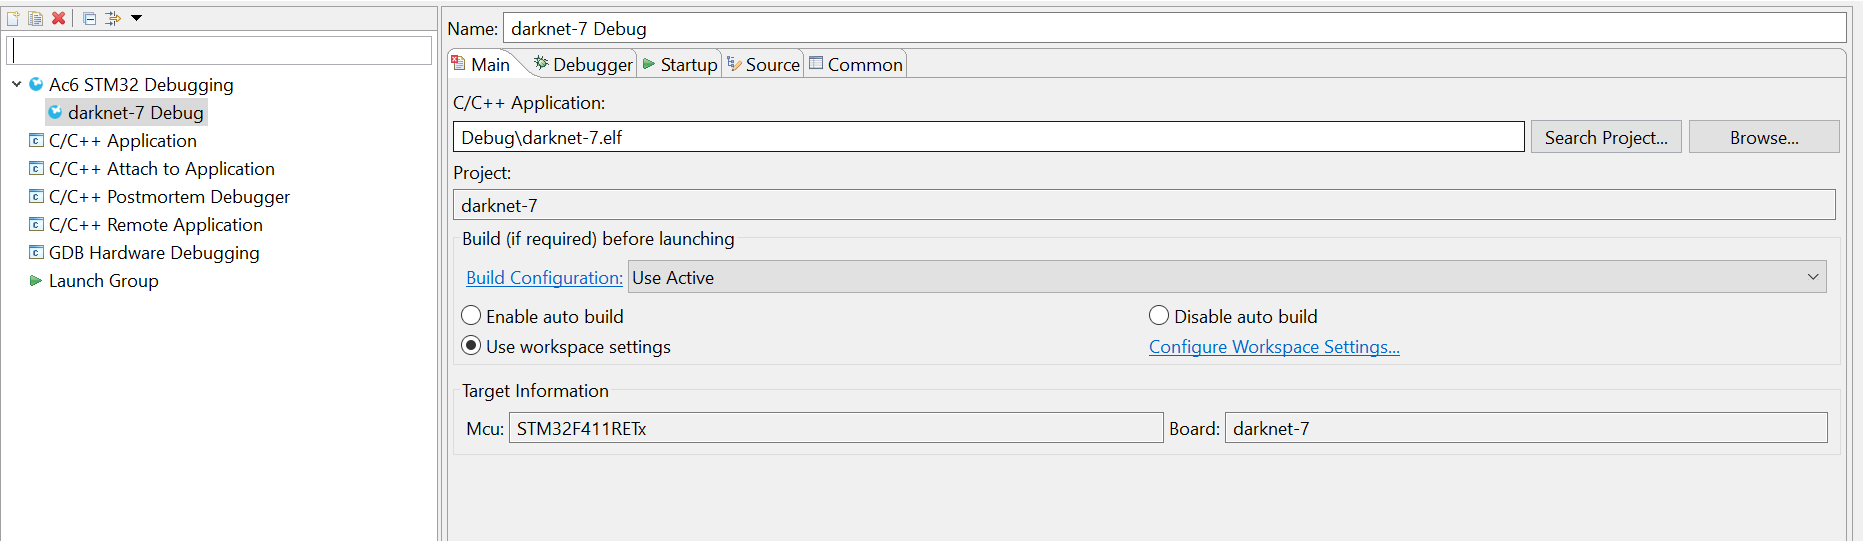 Name: darknet-7 Debug
Main Debugger Startup Source Common
Ac6 STM32 Debugging
darknet-7 Debug
C/C++ Application
C/C++ Attach to Application
C/C++ Postmortem Debugger
C/C++ Remote Application
GDB Hardware Debugging
Launch Group
C/C++ Application:
Debug\darknet-7.elf Search Project... Browse...
Project:
darknet-7
Build (if required) before launching
Build Configuration: Use Active
Enable auto build Disable auto build
Use workspace settings Configure Workspace Settings...
Target Information
Mcu: STM32F411RETx Board: darknet-7